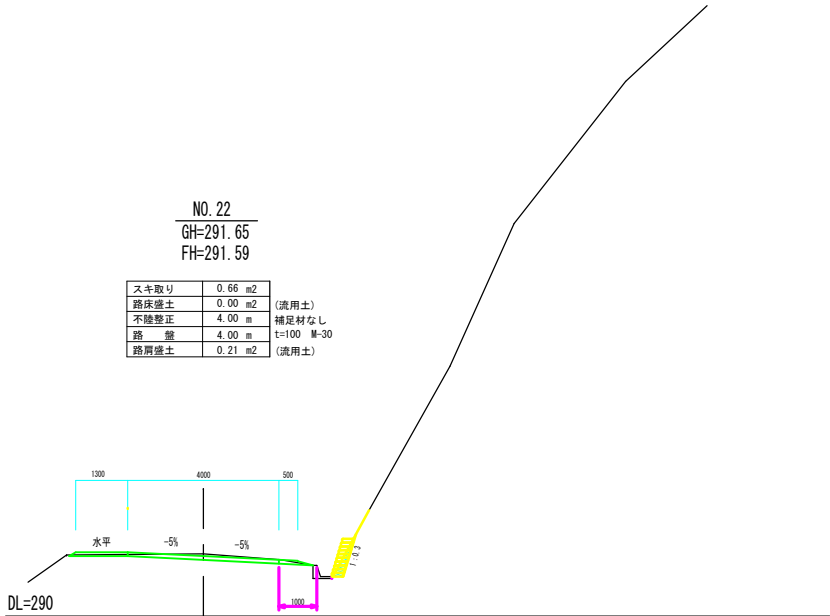 NO.22
GH=291.65
FH=291.59
スキ取り 0.66 m2
路床盛土 0.00 m2 (流用土)
不陸整正 4.00 m 補足材なし
路　盤 4.00 m t=100 M-30
路肩盛土 0.21 m2 (流用土)
1300 4000 500
水平 -5% -5%
1:0.3
1000
DL=290